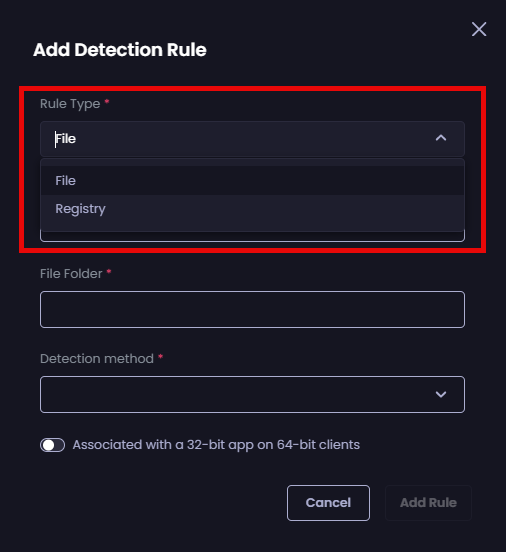 Add Detection Rule
Rule Type *
File
File
Registry
File Folder *
Detection method *
Associated with a 32-bit app on 64-bit clients
Cancel
Add Rule